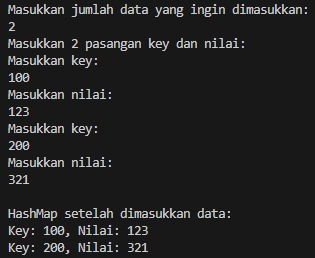 Masukkan jumlah data yang ingin dimasukkan:
2
Masukkan 2 pasangan key dan nilai:
Masukkan key:
100
Masukkan nilai:
123
Masukkan key:
200
Masukkan nilai:
321
HashMap setelah dimasukkan data:
Key: 100, Nilai: 123
Key: 200, Nilai: 321